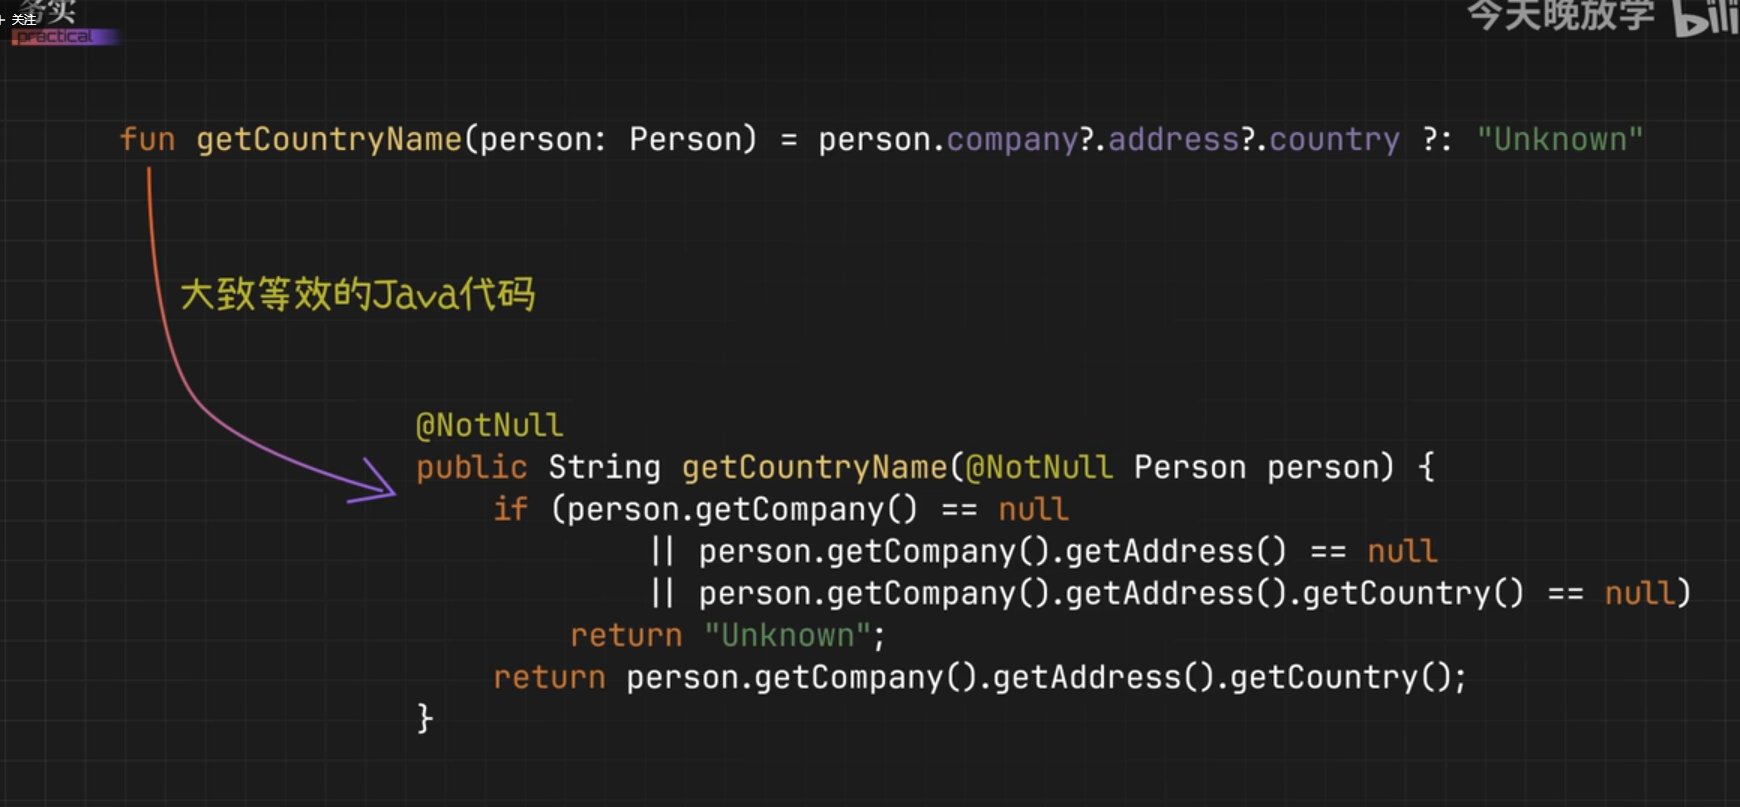 + 关注
务实
practical
今天晚放学 bili
fun getCountryName(person: Person) = person.company?.address?.country ?: "Unknown"
大致等效的Java代码
@NotNull
public String getCountryName(@NotNull Person person) {
if (person.getCompany() == null
|| person.getCompany().getAddress() == null
|| person.getCompany().getAddress().getCountry() == null)
return "Unknown";
return person.getCompany().getAddress().getCountry();
}